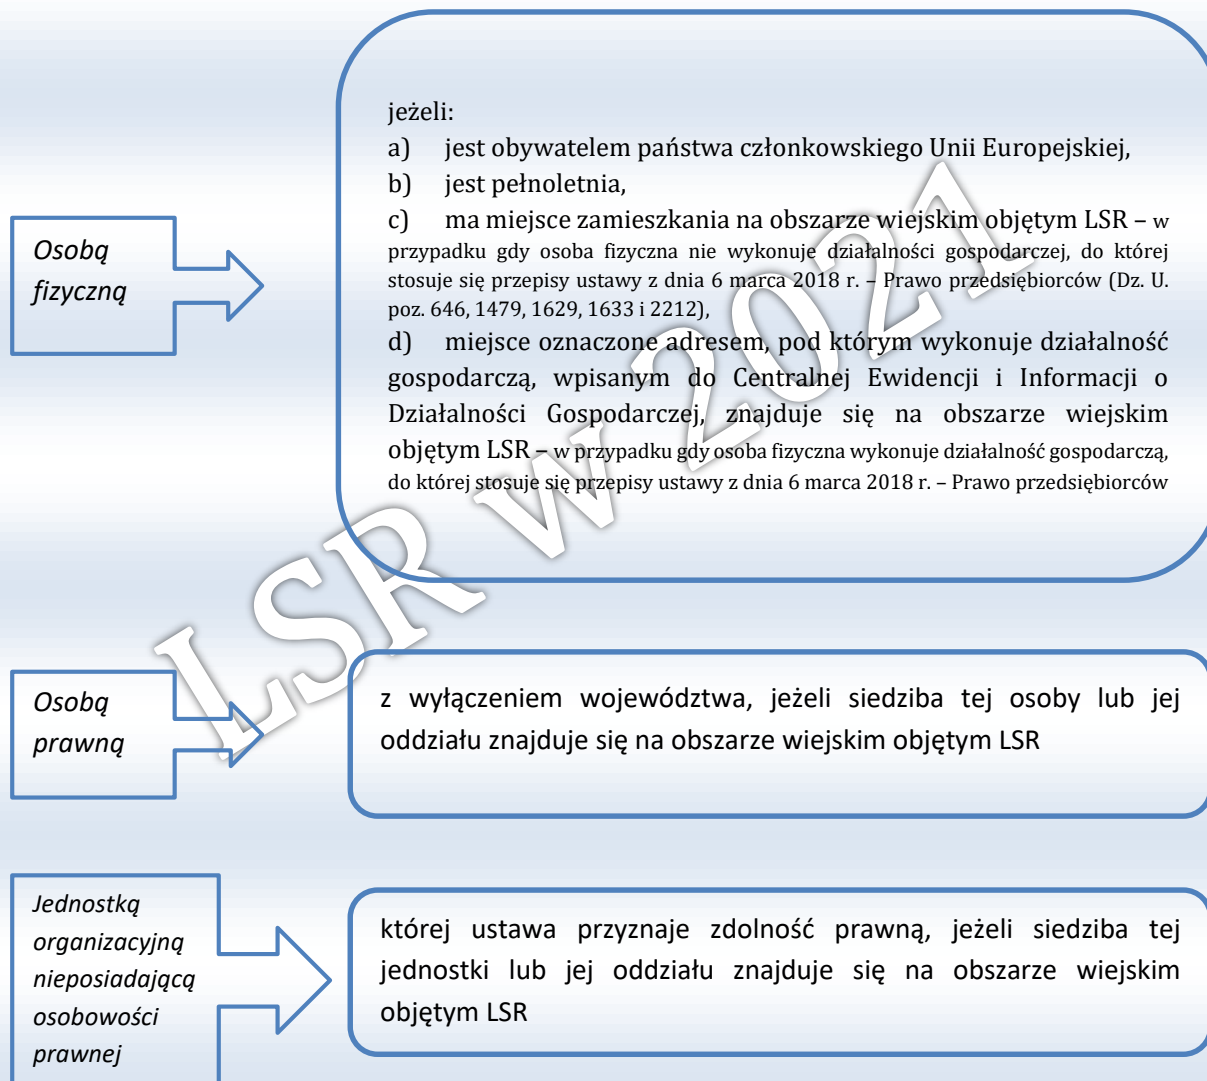 Osobą
fizyczną
jeżeli:
a) jest obywatelem państwa członkowskiego Unii Europejskiej,
b) jest pełnoletnia,
c) ma miejsce zamieszkania na obszarze wiejskim objętym LSR – w
przypadku gdy osoba fizyczna nie wykonuje działalności gospodarczej, do której
stosuje się przepisy ustawy z dnia 6 marca 2018 r. – Prawo przedsiębiorców (Dz. U.
poz. 646, 1479, 1629, 1633 i 2212),
d) miejsce oznaczone adresem, pod którym wykonuje działalność
gospodarczą, wpisanym do Centralnej Ewidencji i Informacji o
Działalności Gospodarczej, znajduje się na obszarze wiejskim
objętym LSR – w przypadku gdy osoba fizyczna wykonuje działalność gospodarczą,
do której stosuje się przepisy ustawy z dnia 6 marca 2018 r. – Prawo przedsiębiorców
LSR w 2021
Osobą
prawną
z wyłączeniem województwa, jeżeli siedziba tej osoby lub jej
oddziału znajduje się na obszarze wiejskim objętym LSR
Jednostką
organizacyjną
nieposiadającą
osobowości
prawnej
której ustawa przyznaje zdolność prawną, jeżeli siedziba tej
jednostki lub jej oddziału znajduje się na obszarze wiejskim
objętym LSR